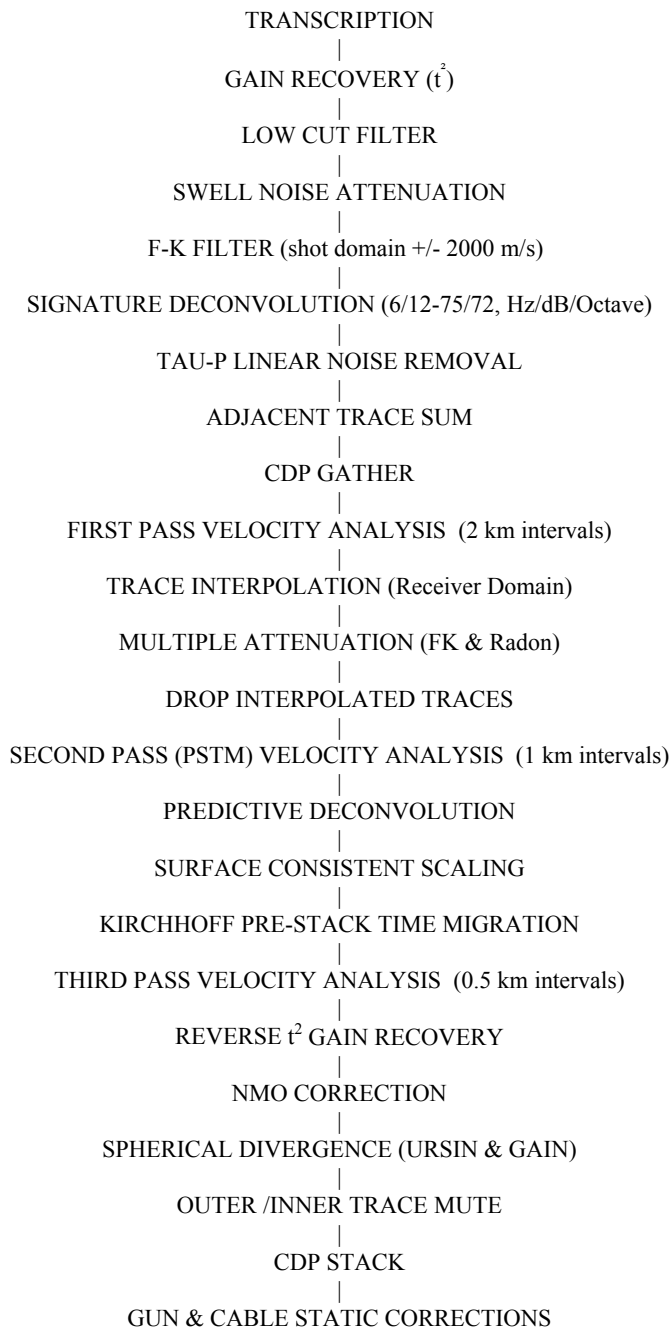 TRANSCRIPTION
|
GAIN RECOVERY (t²)
|
LOW CUT FILTER
|
SWELL NOISE ATTENUATION
|
F-K FILTER (shot domain +/- 2000 m/s)
|
SIGNATURE DECONVOLUTION (6/12-75/72, Hz/dB/Octave)
|
TAU-P LINEAR NOISE REMOVAL
|
ADJACENT TRACE SUM
|
CDP GATHER
|
FIRST PASS VELOCITY ANALYSIS (2 km intervals)
|
TRACE INTERPOLATION (Receiver Domain)
|
MULTIPLE ATTENUATION (FK & Radon)
|
DROP INTERPOLATED TRACES
|
SECOND PASS (PSTM) VELOCITY ANALYSIS (1 km intervals)
|
PREDICTIVE DECONVOLUTION
|
SURFACE CONSISTENT SCALING
|
KIRCHHOFF PRE-STACK TIME MIGRATION
|
THIRD PASS VELOCITY ANALYSIS (0.5 km intervals)
|
REVERSE t² GAIN RECOVERY
|
NMO CORRECTION
|
SPHERICAL DIVERGENCE (URSIN & GAIN)
|
OUTER /INNER TRACE MUTE
|
CDP STACK
|
GUN & CABLE STATIC CORRECTIONS